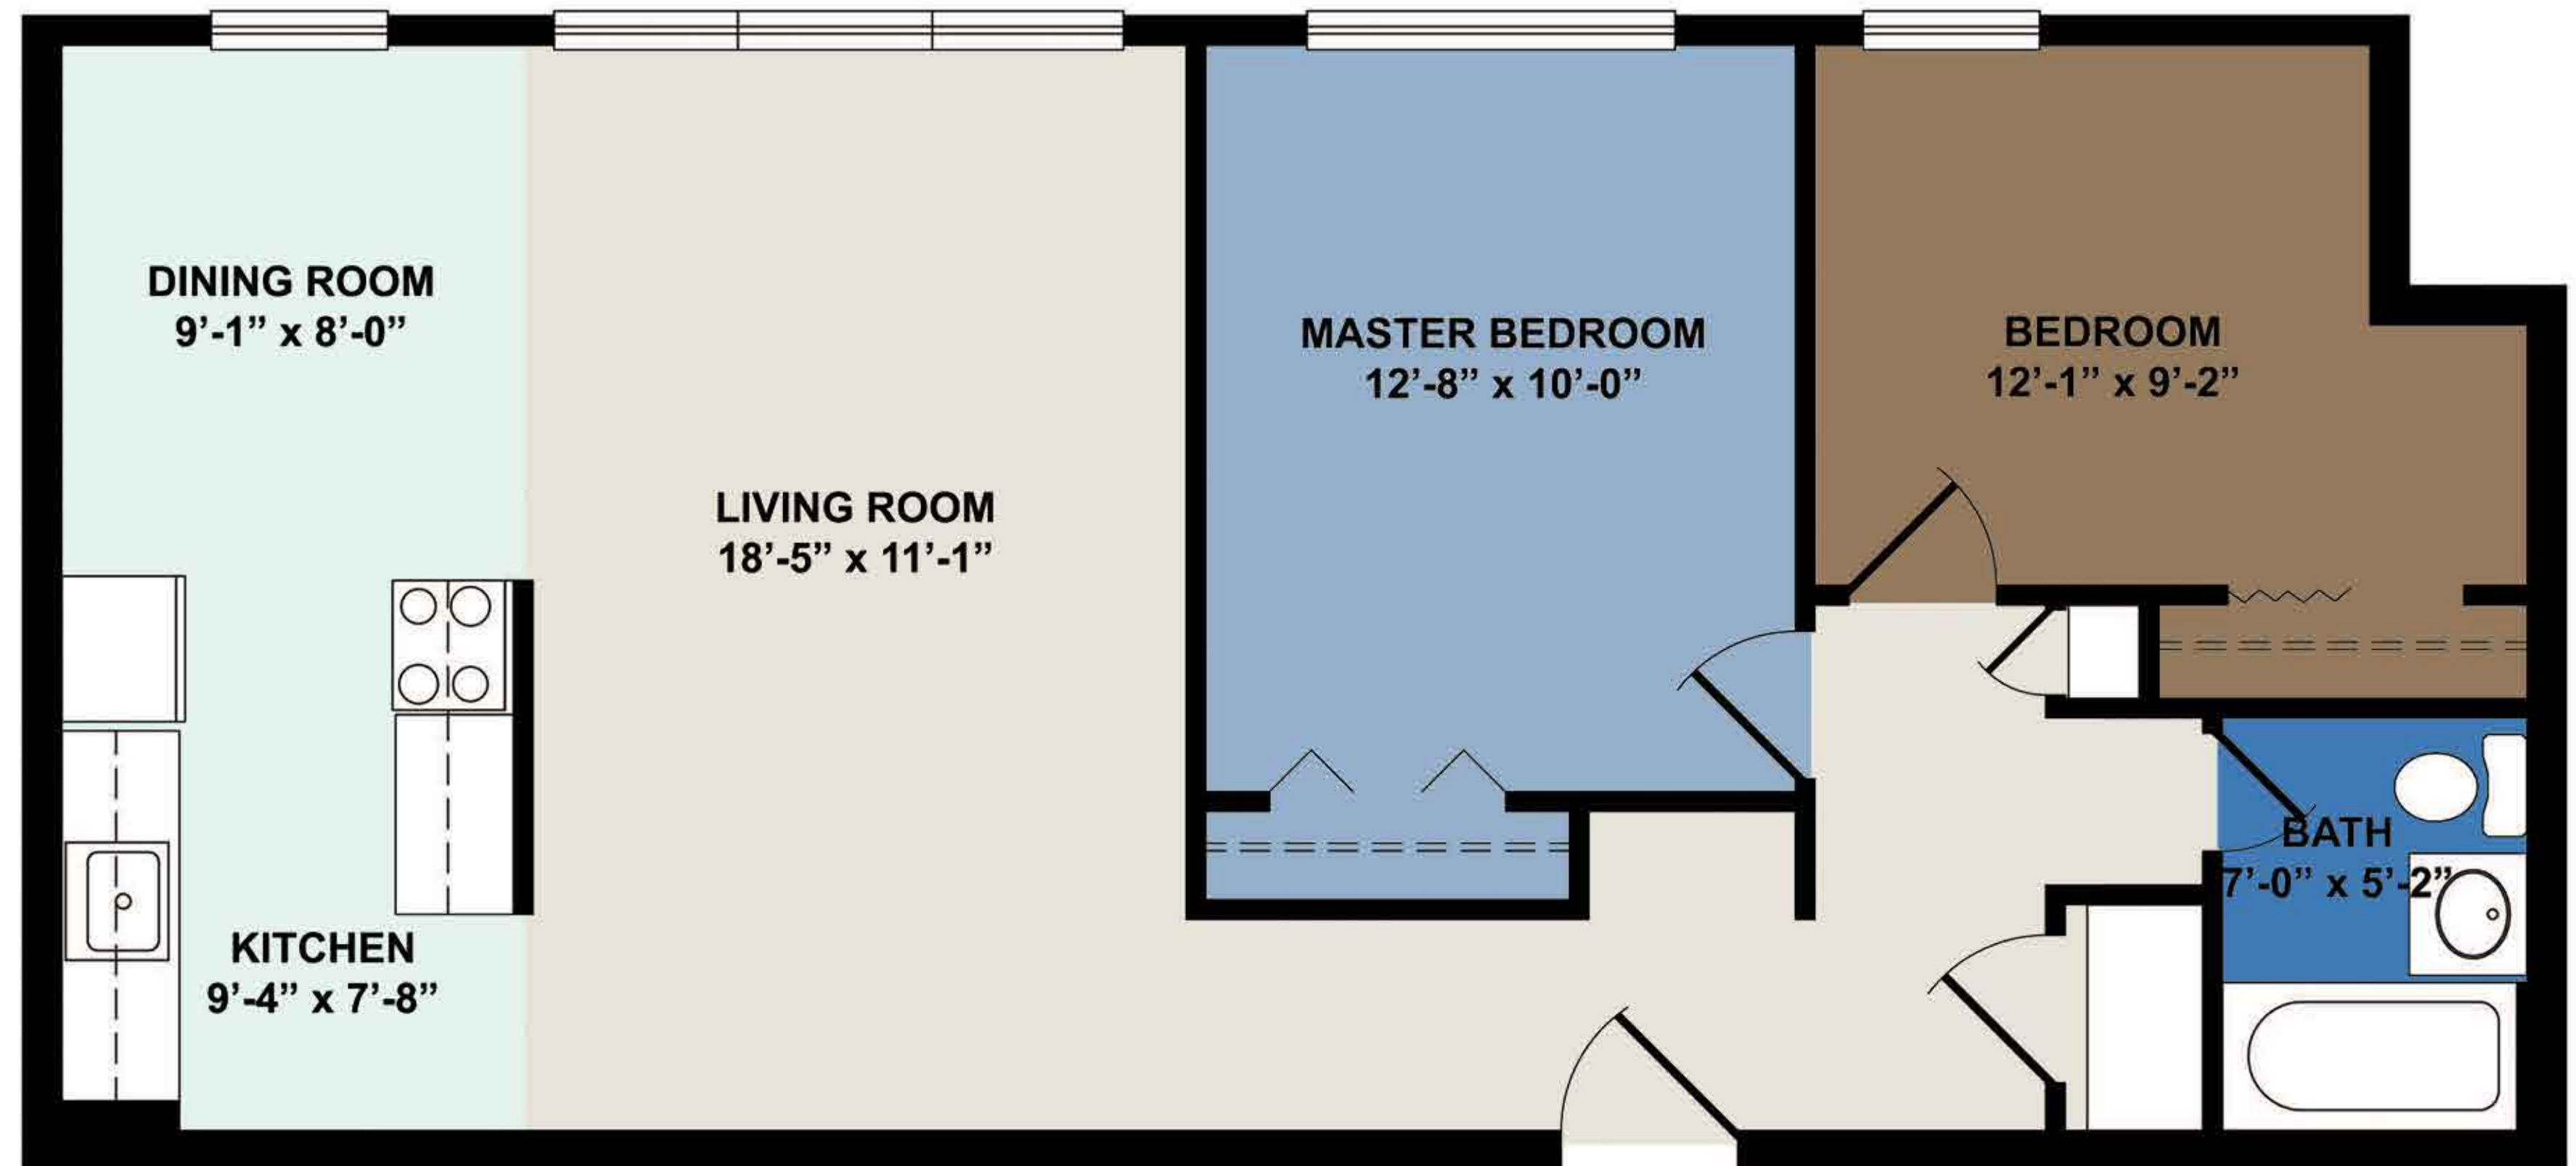 DINING ROOM
9’-1” x 8’-0”
LIVING ROOM
18’-5” x 11’-1”
MASTER BEDROOM
12’-8” x 10’-0”
BEDROOM
12’-1” x 9’-2”
KITCHEN
9’-4” x 7’-8”
BATH
7’-0” x 5’-2”